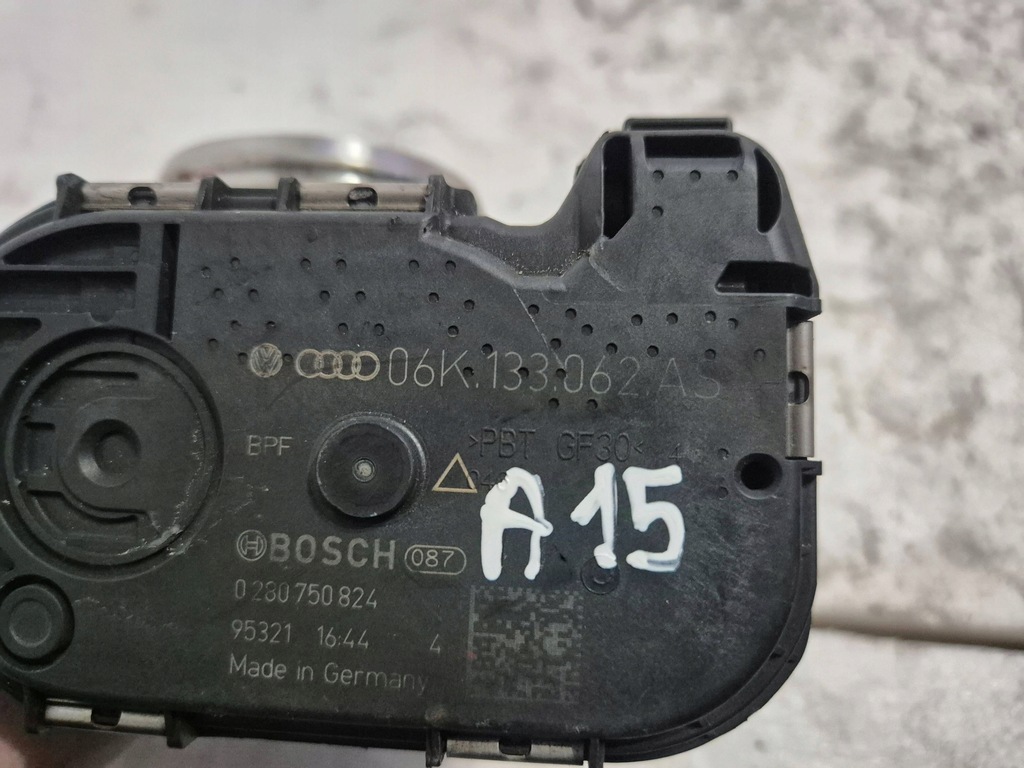 06K.133.062 AS
BPF
>PBT GF30<
A15
BOSCH 087
0 280 750 824
95321 16:44 4
Made in Germany